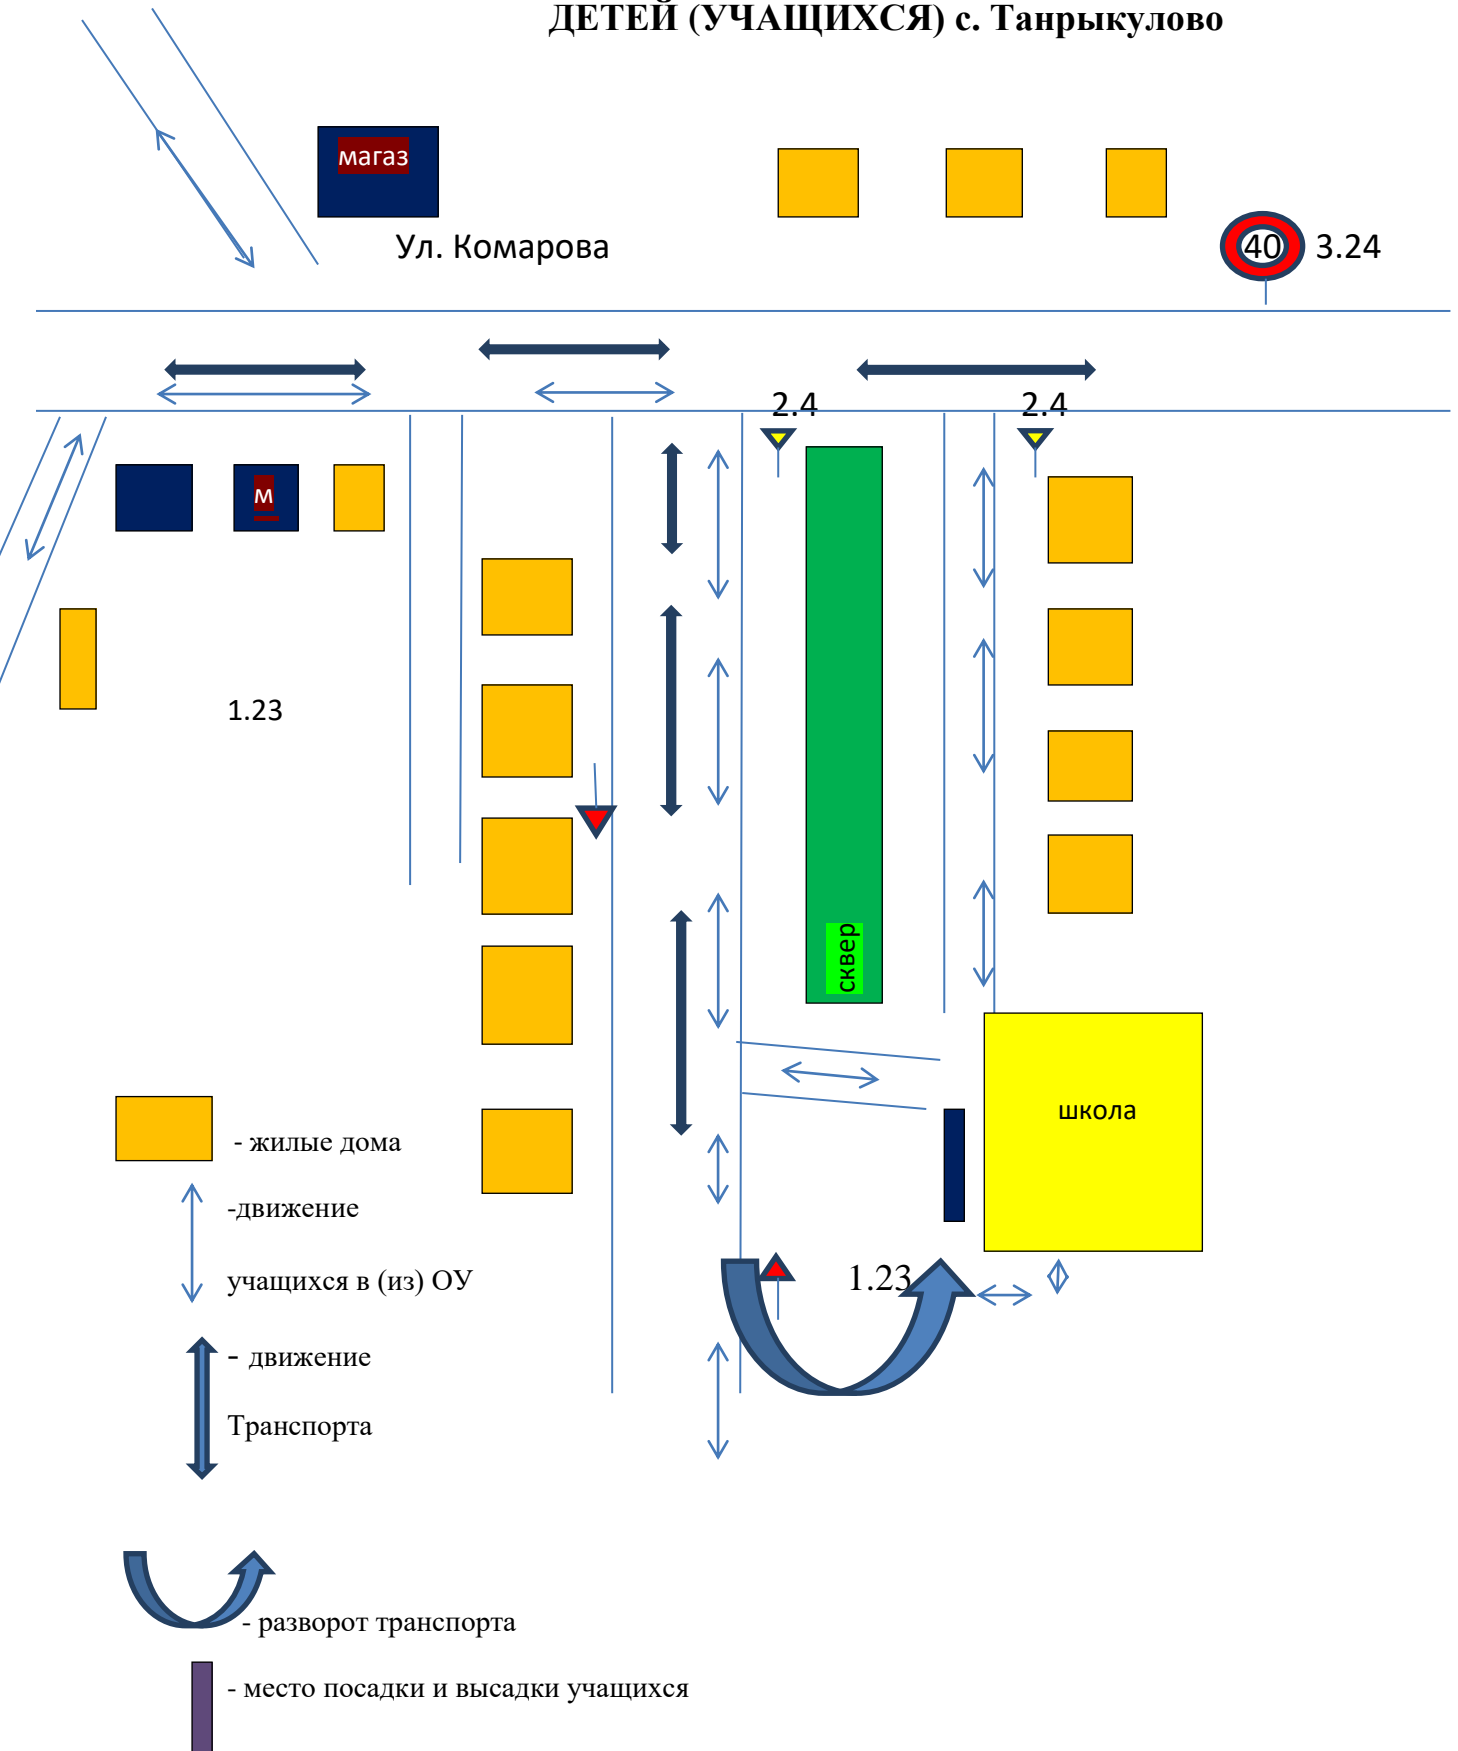 ДЕТЕЙ (УЧАЩИХСЯ) с. Танрыкулово
магаз
Ул. Комарова
40 3.24
2.4 2.4
м
1.23
сквер
школа
- жилые дома
-движение
учащихся в (из) ОУ
1.23
- движение
Транспорта
- разворот транспорта
- место посадки и высадки учащихся